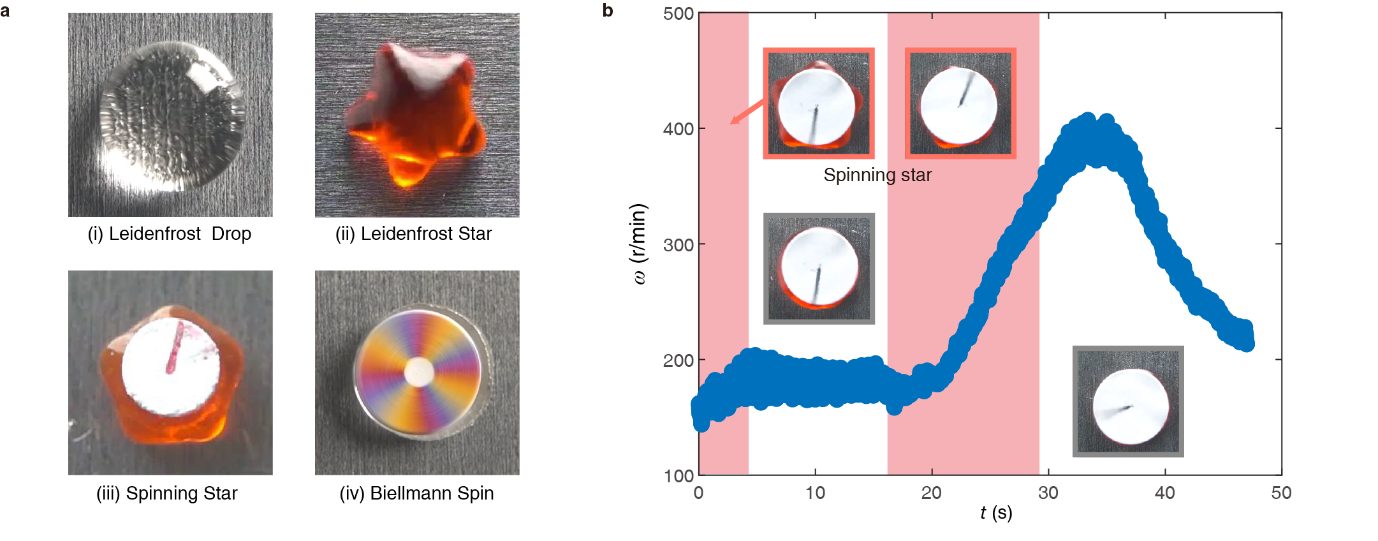 a
(i) Leidenfrost Drop
(ii) Leidenfrost Star
(iii) Spinning Star
(iv) Biellmann Spin
b
500
400
300
200
100
ω (r/min)
Spinning star
0 10 20 30 40 50
t (s)